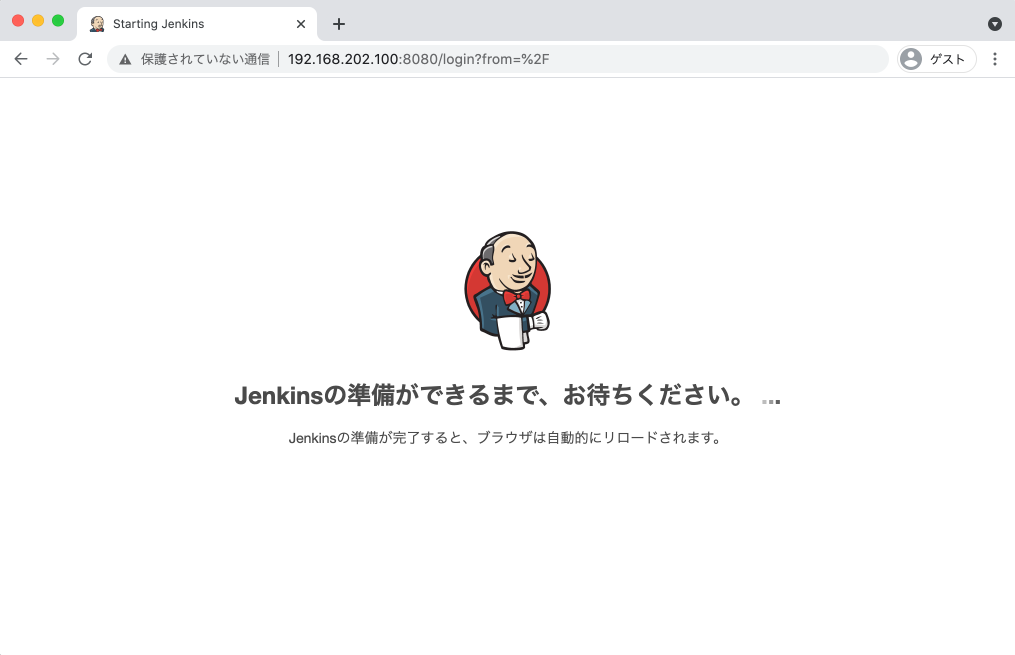 Starting Jenkins
保護されていない通信 192.168.202.100:8080/login?from=%2F ゲスト
Jenkinsの準備ができるまで、お待ちください。 ...
Jenkinsの準備が完了すると、ブラウザは自動的にリロードされます。